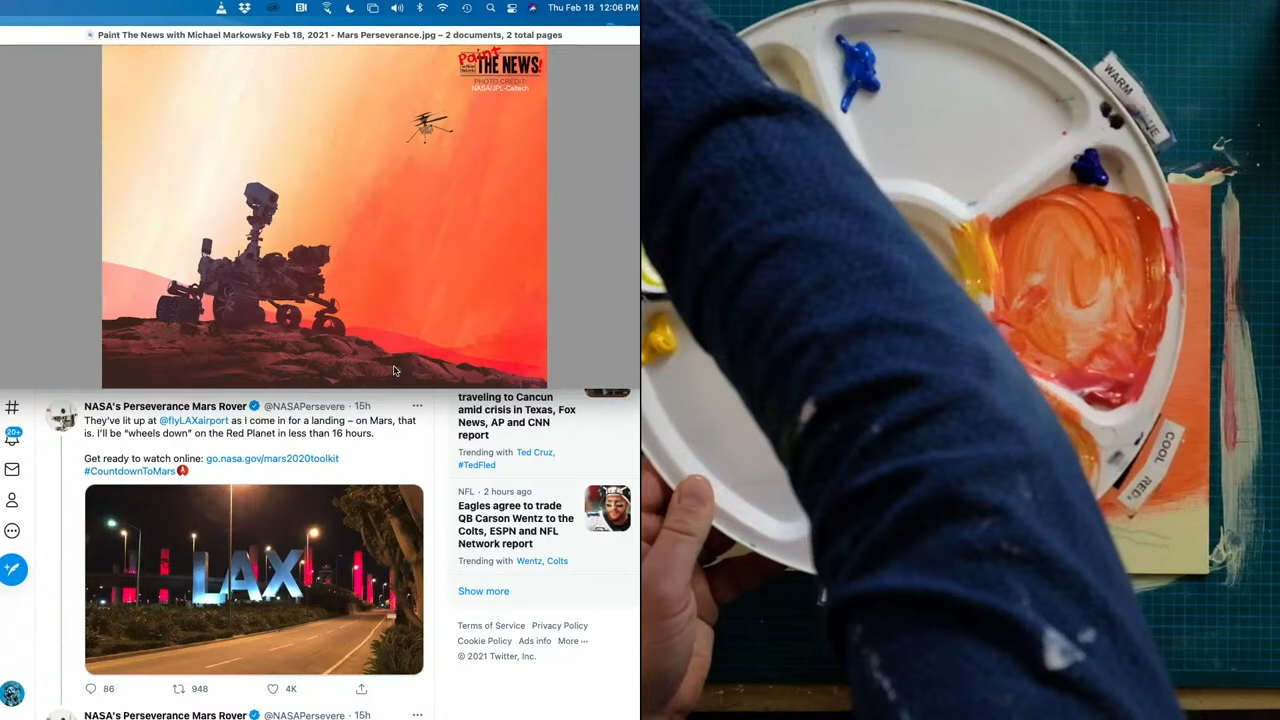 Thu Feb 18 12:06 PM
Paint The News with Michael Markowsky Feb 18, 2021 - Mars Perseverance.jpg – 2 documents, 2 total pages
Paint
THE NEWS!
PHOTO CREDIT:
NASA/JPL-Caltech
WARM
COOL
RED,
20+
NASA's Perseverance Mars Rover @NASAPersevere · 15h
They've lit up at @flyLAXairport as I come in for a landing – on Mars, that
is. I'll be "wheels down" on the Red Planet in less than 16 hours.
Get ready to watch online: go.nasa.gov/mars2020toolkit
#CountdownToMars
LAX
86 948 4K
NASA's Perseverance Mars Rover @NASAPersevere · 15h
traveling to Cancun
amid crisis in Texas, Fox
News, AP and CNN
report
Trending with Ted Cruz,
#TedFled
NFL · 2 hours ago
Eagles agree to trade
QB Carson Wentz to the
Colts, ESPN and NFL
Network report
Trending with Wentz, Colts
Show more
Terms of Service Privacy Policy
Cookie Policy Ads info More ···
© 2021 Twitter, Inc.